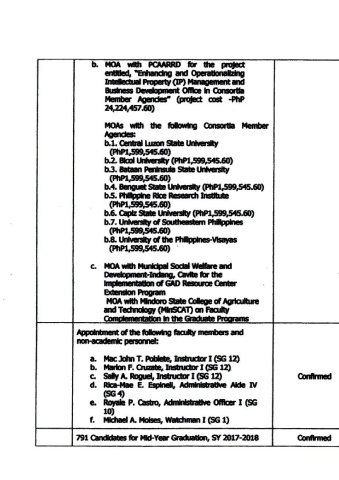 b. MOA with PCAARRD for the project
entitled, "Enhancing and Operationalizing
Intellectual Property (IP) Management and
Business Development Office in Consortia
Member Agencies" (project cost -PhP
24,224,457.60)
MOAs with the following Consortia Member
Agencies:
b.1. Central Luzon State University
(PhP1,599,545.60)
b.2. Bicol University (PhP1,599,545.60)
b.3. Bataan Peninsula State University
(PhP1,599,545.60)
b.4. Benguet State University (PhP1,599,545.60)
b.5. Philippine Rice Research Institute
(PhP1,599,545.60)
b.6. Capiz State University (PhP1,599,545.60)
b.7. University of Southeastern Philippines
(PhP1,599,545.60)
b.8. University of the Philippines-Visayas
(PhP1,599,545.60)
c. MOA with Municipal Social Welfare and
Development-Indang, Cavite for the
implementation of GAD Resource Center
Extension Program
MOA with Mindoro State College of Agriculture
and Technology (MinSCAT) on Faculty
Complementation in the Graduate Programs
Appointment of the following faculty members and
non-academic personnel:
a. Mac John T. Poblete, Instructor I (SG 12)
b. Marlon F. Cruzate, Instructor I (SG 12)
c. Sally A. Roguel, Instructor I (SG 12)
d. Rica-Mae E. Espineli, Administrative Aide IV
(SG 4)
e. Royale P. Castro, Administrative Officer I (SG
10)
f. Michael A. Moises, Watchman I (SG 1)
Confirmed
791 Candidates for Mid-Year Graduation, SY 2017-2018
Confirmed